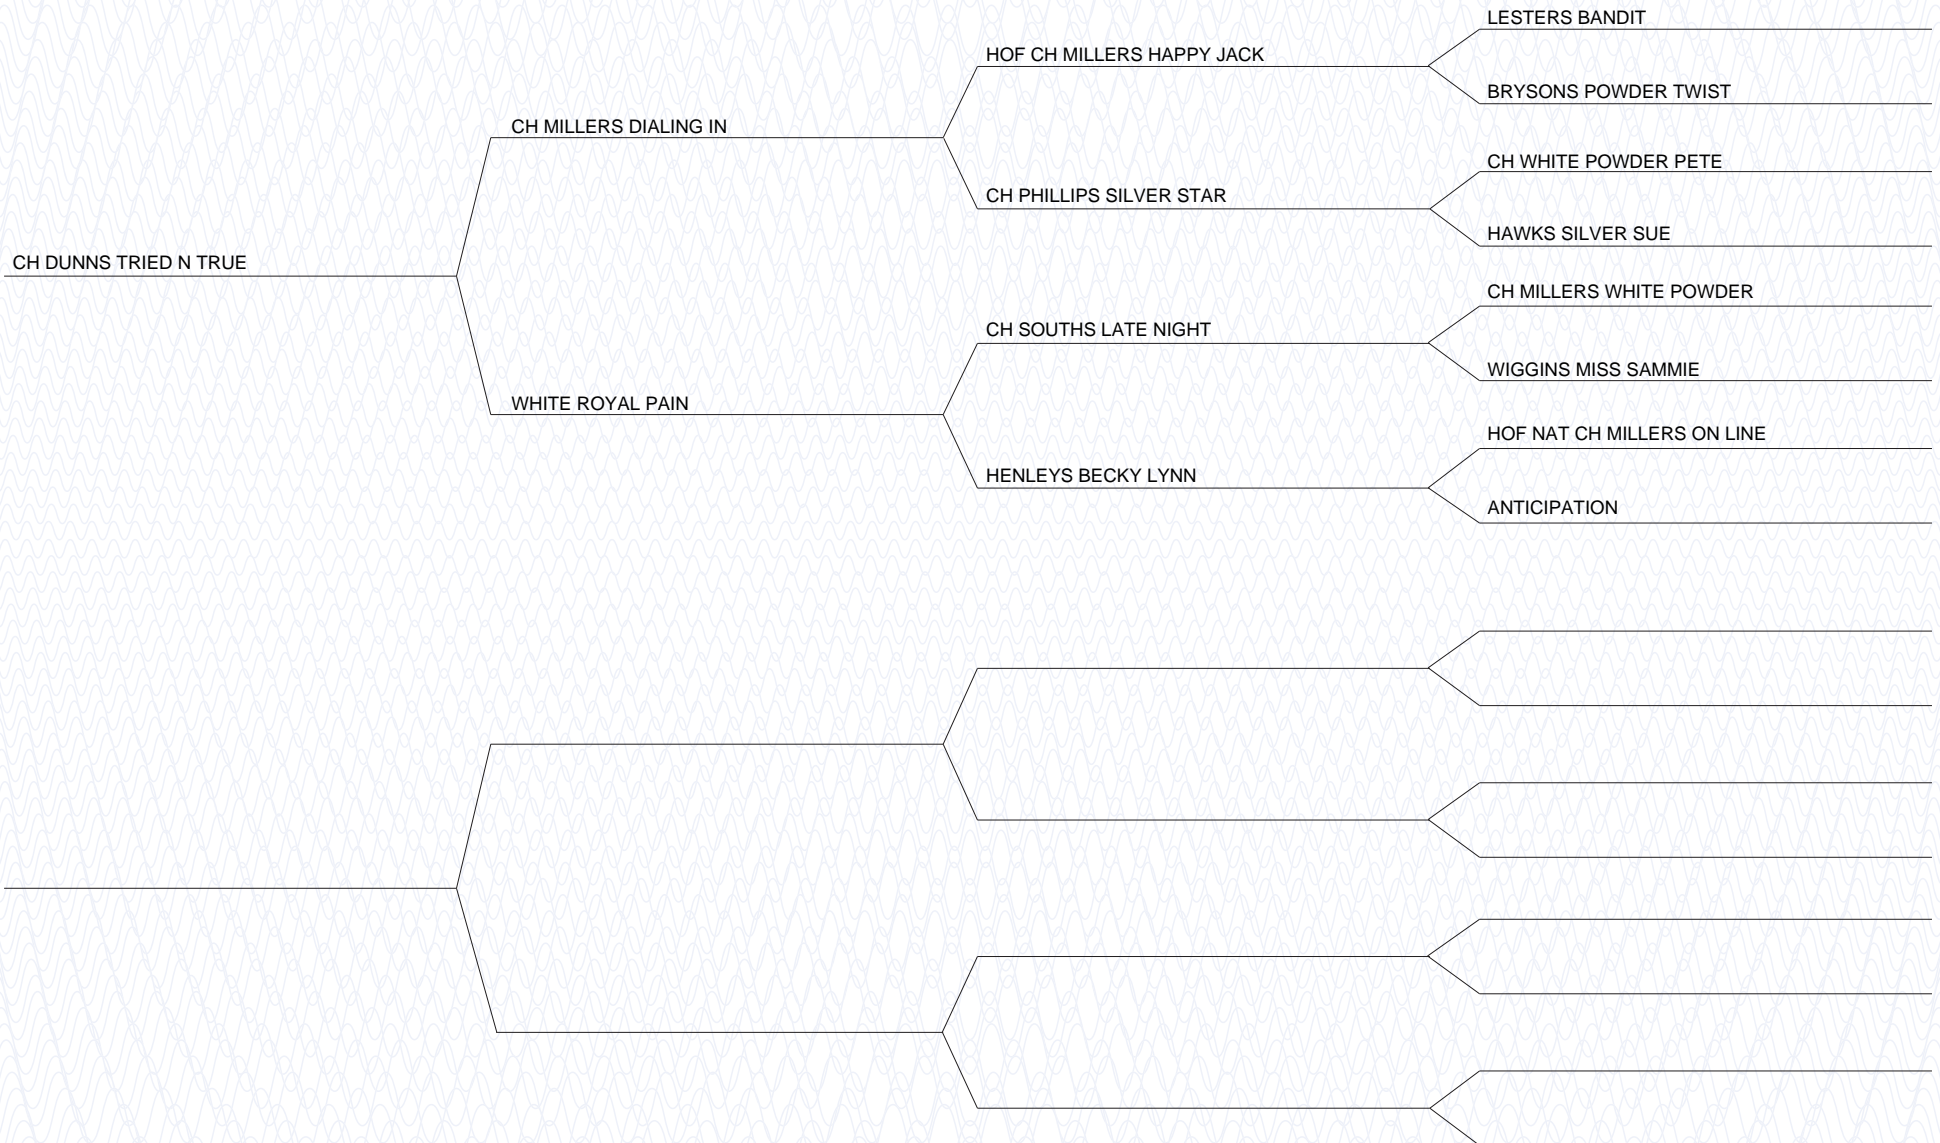 LESTERS BANDIT
HOF CH MILLERS HAPPY JACK
BRYSONS POWDER TWIST
CH MILLERS DIALING IN
CH WHITE POWDER PETE
CH PHILLIPS SILVER STAR
HAWKS SILVER SUE
CH DUNNS TRIED N TRUE
CH MILLERS WHITE POWDER
CH SOUTHS LATE NIGHT
WIGGINS MISS SAMMIE
WHITE ROYAL PAIN
HOF NAT CH MILLERS ON LINE
HENLEYS BECKY LYNN
ANTICIPATION